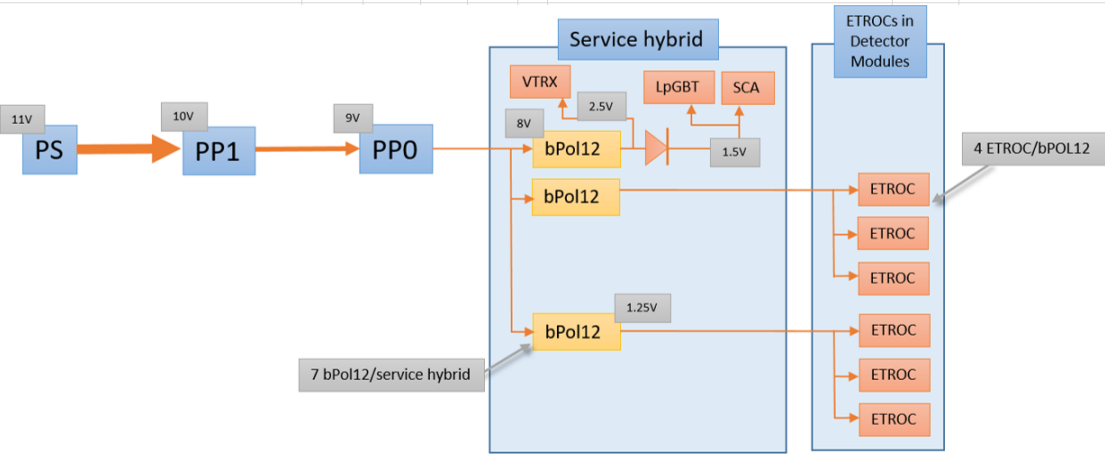 ETROCs in
Detector
Modules
Service hybrid
11V
PS
10V
PP1
9V
PP0
VTRX
2.5V
LpGBT
SCA
8V
bPol12
1.5V
4 ETROC/bPOL12
bPol12
ETROC
ETROC
ETROC
1.25V
bPol12
ETROC
7 bPol12/service hybrid
ETROC
ETROC